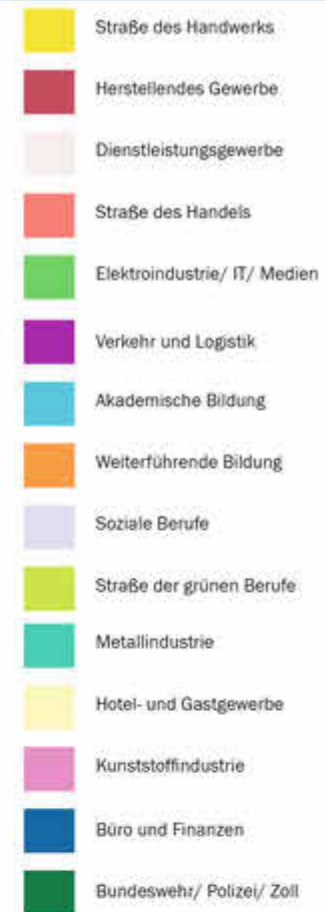 Straße des Handwerks
Herstellendes Gewerbe
Dienstleistungsgewerbe
Straße des Handels
Elektroindustrie/ IT/ Medien
Verkehr und Logistik
Akademische Bildung
Weiterführende Bildung
Soziale Berufe
Straße der grünen Berufe
Metallindustrie
Hotel- und Gastgewerbe
Kunststoffindustrie
Büro und Finanzen
Bundeswehr/ Polizei/ Zoll